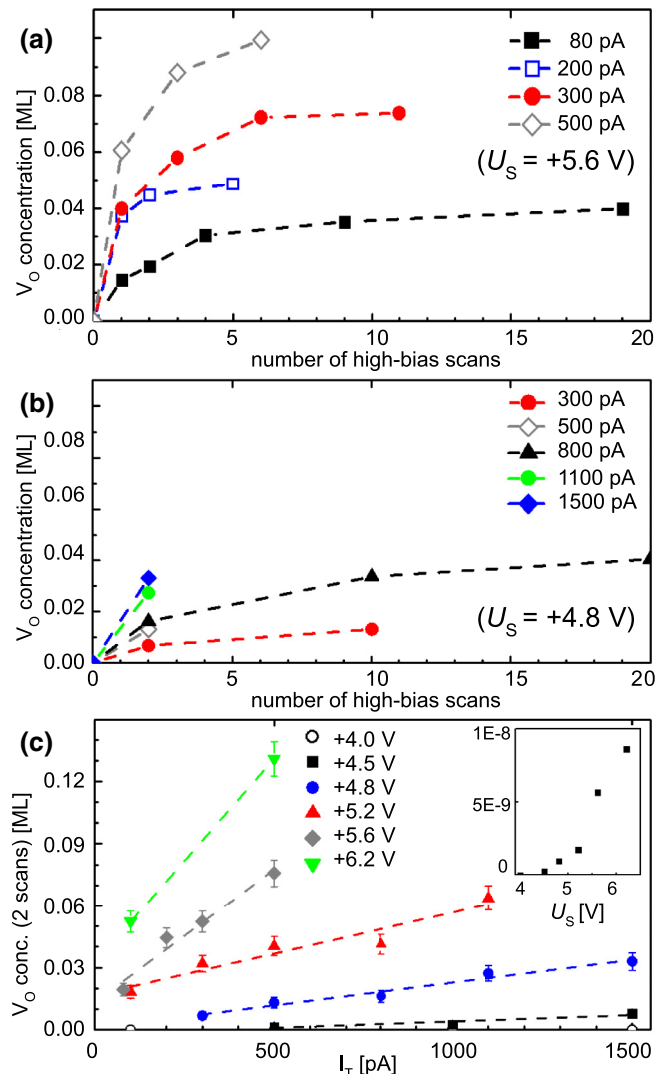 (a)
V_O concentration [ML]
0.08
0.06
0.04
0.02
0.00
80 pA
200 pA
300 pA
500 pA
(U_S = +5.6 V)
0 5 10 15 20
number of high-bias scans
(b)
V_O concentration [ML]
0.08
0.06
0.04
0.02
0.00
300 pA
500 pA
800 pA
1100 pA
1500 pA
(U_S = +4.8 V)
0 5 10 15 20
number of high-bias scans
(c)
V_O conc. (2 scans) [ML]
0.12
0.09
0.06
0.03
0.00
+4.0 V
+4.5 V
+4.8 V
+5.2 V
+5.6 V
+6.2 V
1E-8
5E-9
0
4 5 6
U_S [V]
0 500 1000 1500
I_T [pA]